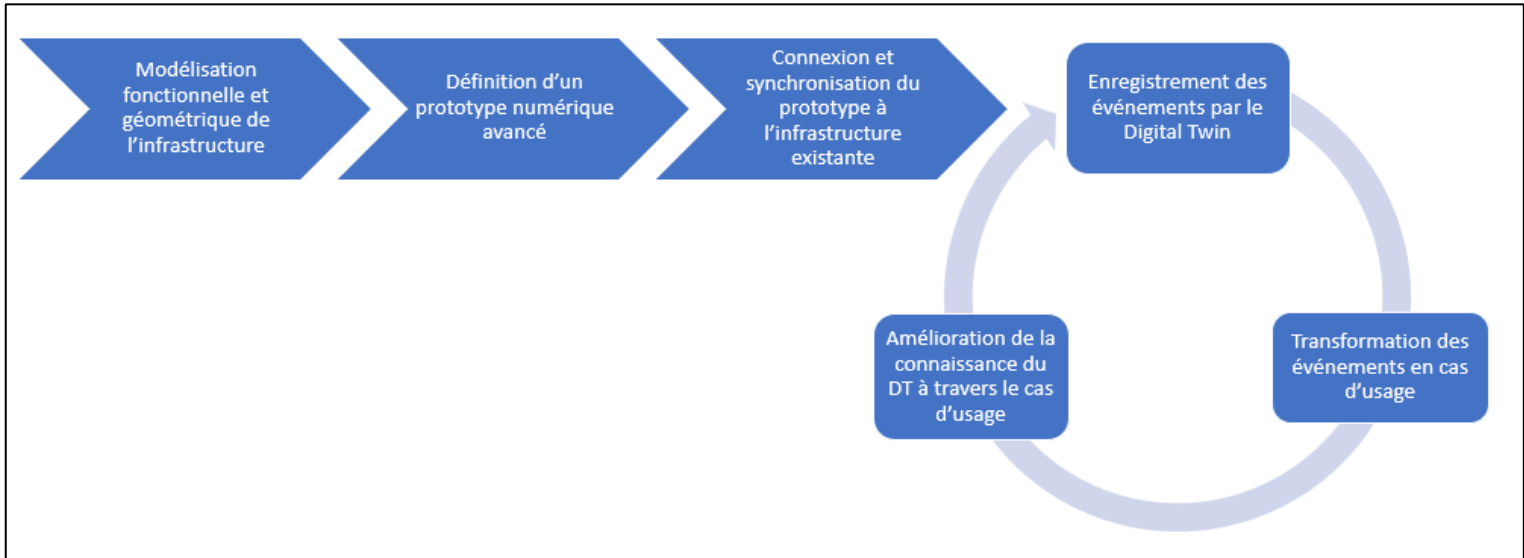 Modélisation
fonctionnelle et
géométrique de
l'infrastructure
Définition d'un
prototype numérique
avancé
Connexion et
synchronisation du
prototype à
l'infrastructure
existante
Enregistrement des
événements par le
Digital Twin
Transformation des
événements en cas
d'usage
Amélioration de la
connaissance du
DT à travers le cas
d'usage